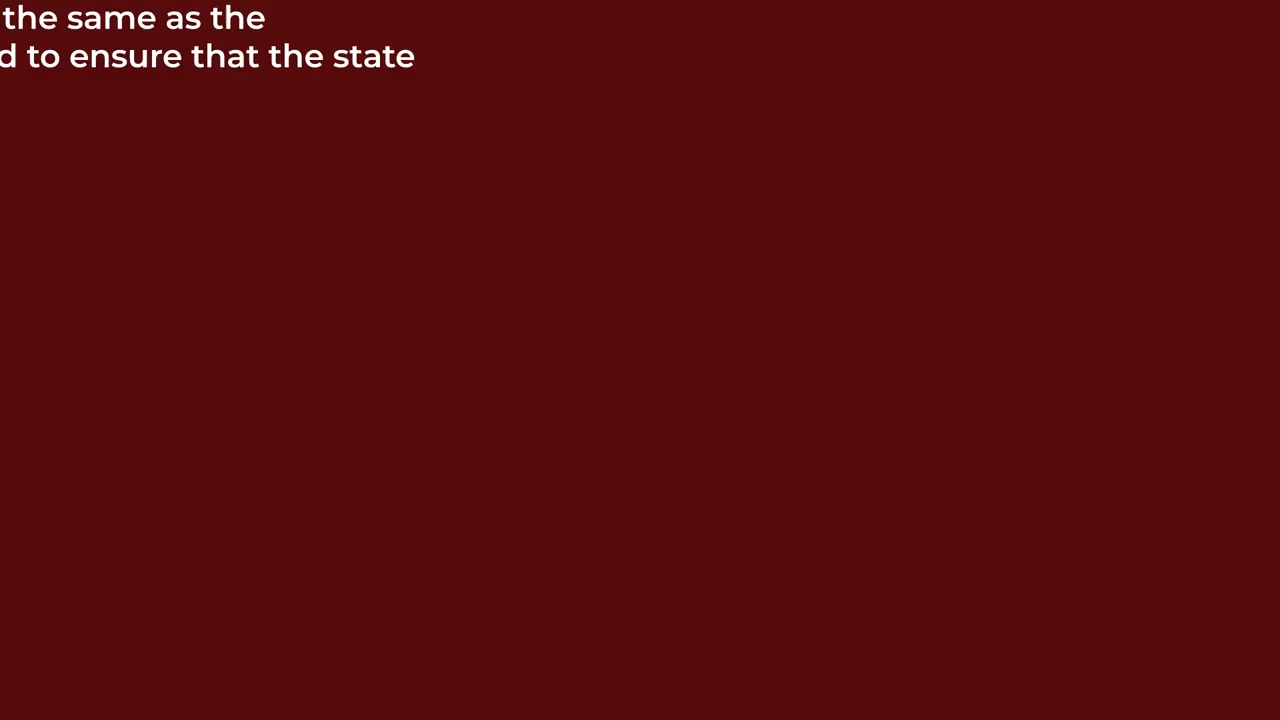 the same as the
to ensure that the state